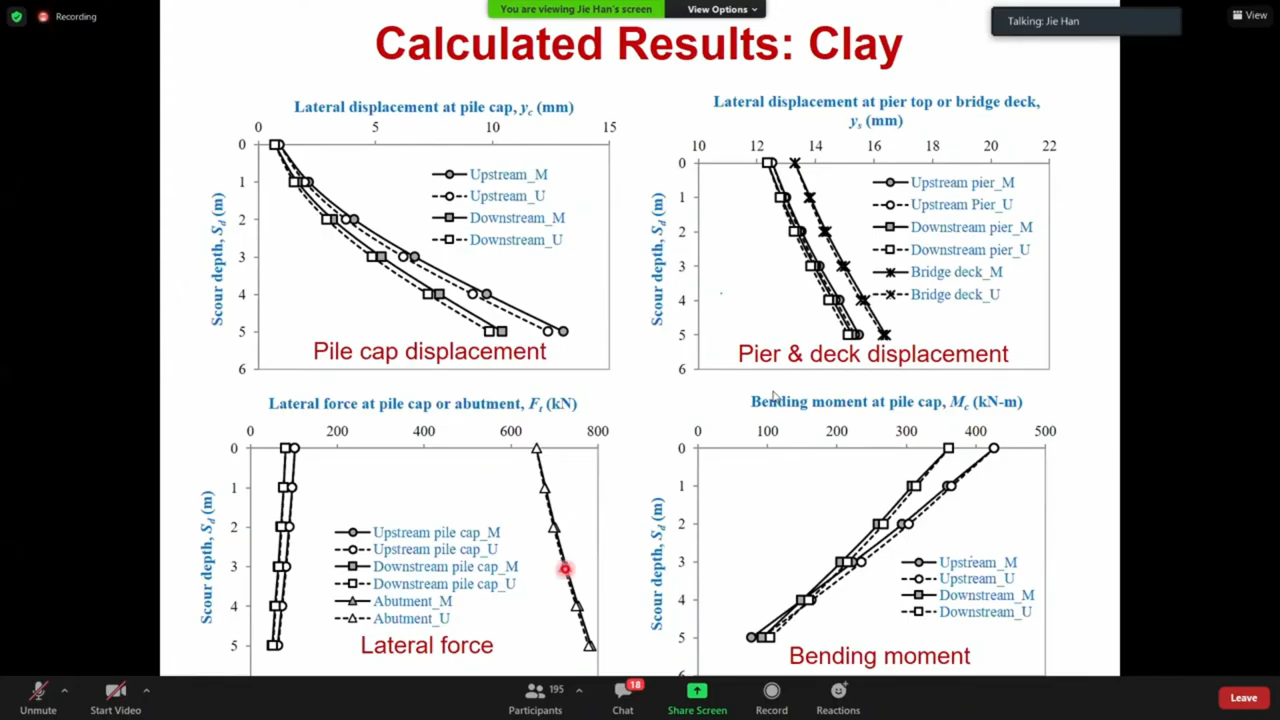 Recording
You are viewing Jie Han's screen
View Options
Talking: Jie Han
View
Calculated Results: Clay
Lateral displacement at pile cap, yc (mm)
0 5 10 15
0
1
2
3
4
5
6
Scour depth, Sd (m)
Upstream_M
Upstream_U
Downstream_M
Downstream_U
Pile cap displacement
Lateral displacement at pier top or bridge deck,
ys (mm)
10 12 14 16 18 20 22
0
1
2
3
4
5
6
Scour depth, Sd (m)
Upstream pier_M
Upstream Pier_U
Downstream pier_M
Downstream pier_U
Bridge deck_M
Bridge deck_U
Pier & deck displacement
Lateral force at pile cap or abutment, Ft (kN)
0 200 400 600 800
0
1
2
3
4
5
Scour depth, Sd (m)
Upstream pile cap_M
Upstream pile cap_U
Downstream pile cap_M
Downstream pile cap_U
Abutment_M
Abutment_U
Lateral force
Bending moment at pile cap, Mc (kN-m)
0 100 200 300 400 500
0
1
2
3
4
5
6
Scour depth, Sd (m)
Upstream_M
Upstream_U
Downstream_M
Downstream_U
Bending moment
Unmute
Start Video
195
Participants
18
Chat
Share Screen
Record
Reactions
Leave